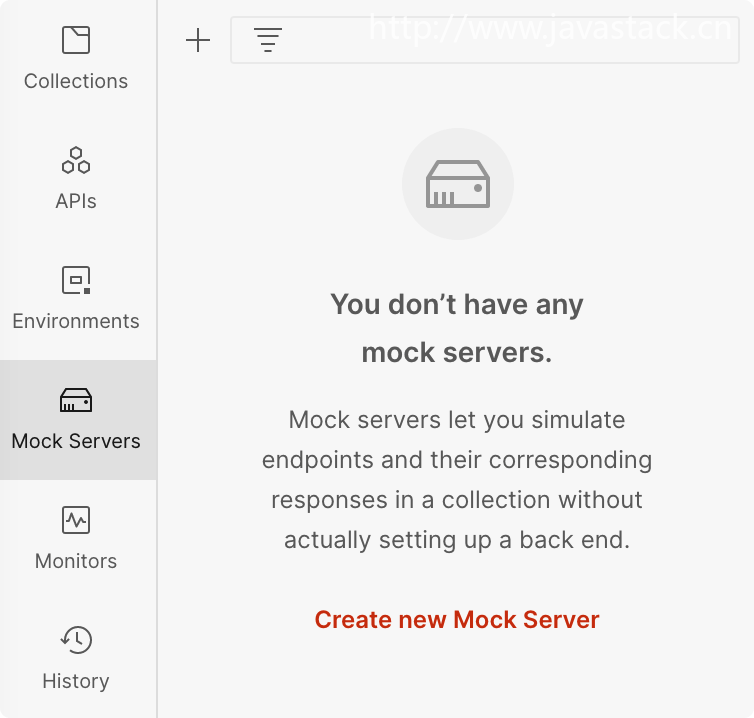 http://www.javastack.cn
Collections
APIs
Environments
Mock Servers
Monitors
History
You don’t have any
mock servers.
Mock servers let you simulate
endpoints and their corresponding
responses in a collection without
actually setting up a back end.
Create new Mock Server